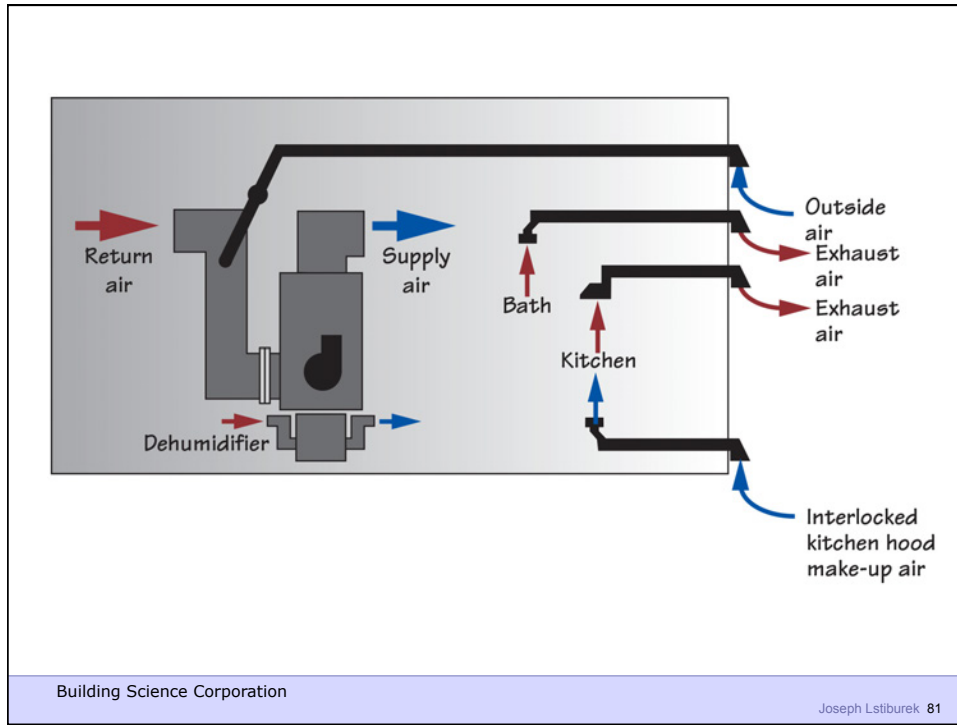 Return
air
Supply
air
Bath
Kitchen
Dehumidifier
Outside
air
Exhaust
air
Exhaust
air
Interlocked
kitchen hood
make-up air
Building Science Corporation
Joseph Lstiburek 81